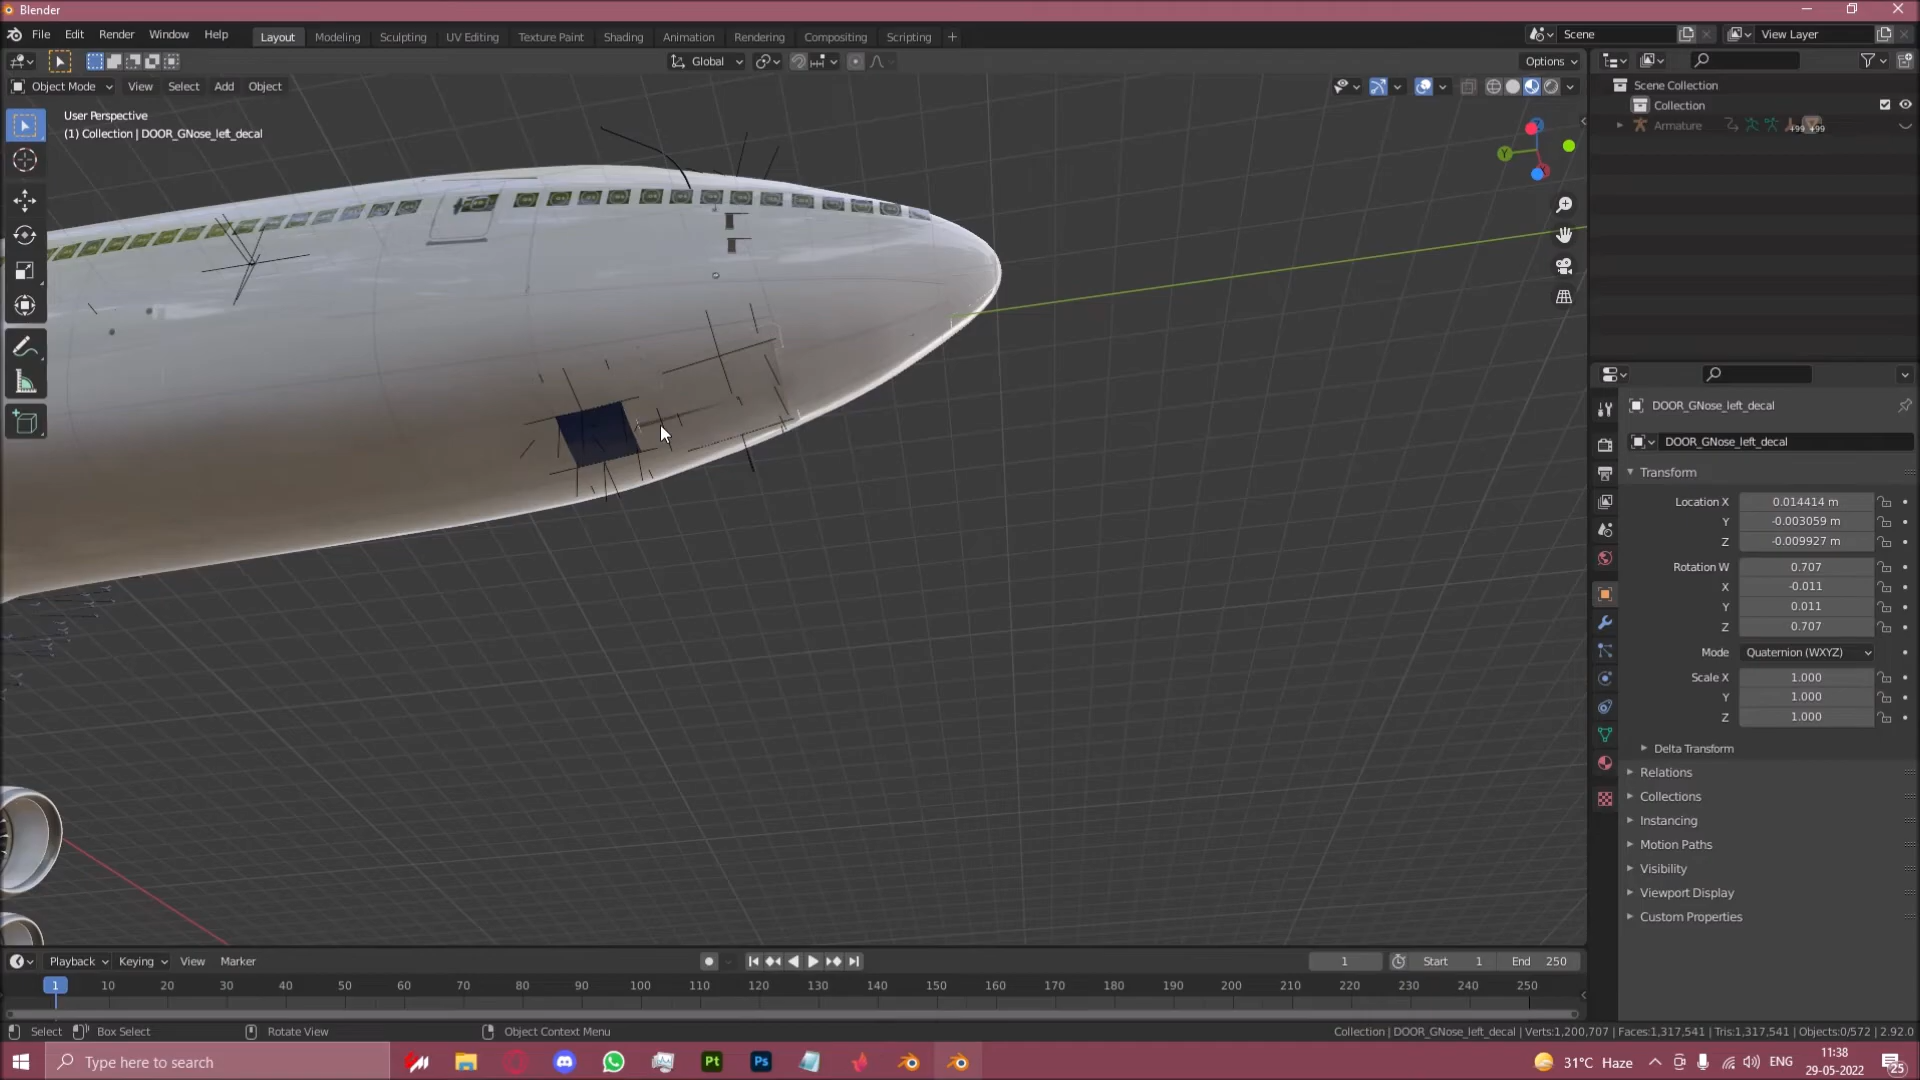 Blender
File Edit Render Window Help
Layout Modeling Sculpting UV Editing Texture Paint Shading Animation Rendering Compositing Scripting +
Scene
View Layer
Global
Options
Object Mode View Select Add Object
User Perspective
(1) Collection | DOOR_GNose_left_decal
Y
Scene Collection
Collection
Armature
+99 +99
DOOR_GNose_left_decal
DOOR_GNose_left_decal
Transform
Location X 0.014414 m
Y -0.003059 m
Z -0.009927 m
Rotation W 0.707
X -0.011
Y 0.011
Z 0.707
Mode Quaternion (WXYZ)
Scale X 1.000
Y 1.000
Z 1.000
Delta Transform
Relations
Collections
Instancing
Motion Paths
Visibility
Viewport Display
Custom Properties
Playback Keying View Marker
1 Start 1 End 250
1 10 20 30 40 50 60 70 80 90 100 110 120 130 140 150 160 170 180 190 200 210 220 230 240 250
Select Box Select Rotate View Object Context Menu
Collection | DOOR_GNose_left_decal | Verts:1,200,707 | Faces:1,317,541 | Tris:1,317,541 | Objects:0/572 | 2.92.0
Type here to search
Pt Ps
31°C Haze ENG
11:38
29-05-2022
25